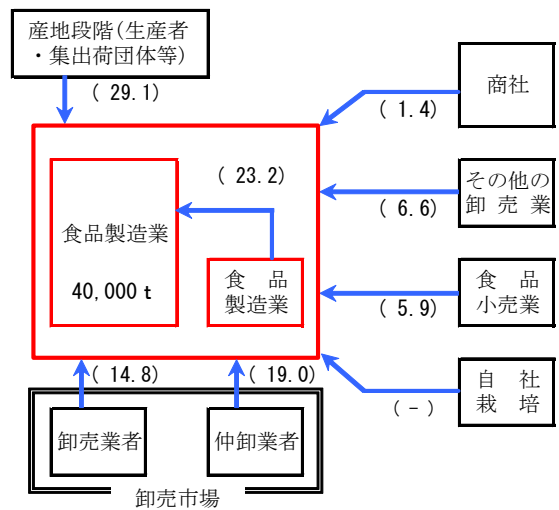 産地段階(生産者
・集出荷団体等)
( 29.1)
商社
( 1.4)
( 23.2)
その他の
卸 売 業
( 6.6)
食品製造業
40,000 t
食　品
製造業
食　品
小売業
( 5.9)
( 14.8)
( 19.0)
自　社
栽　培
( - )
卸売業者
仲卸業者
卸売市場